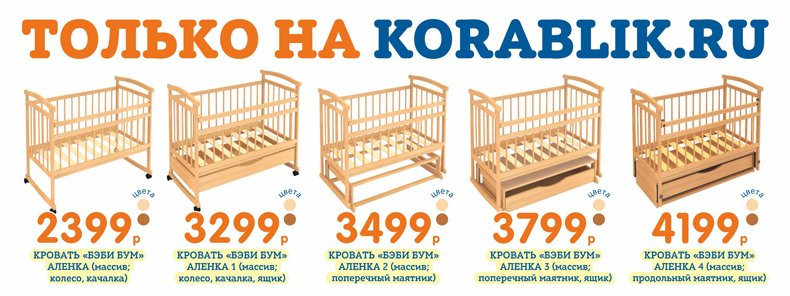 ТОЛЬКО НА KORABLIK.RU
цвета
2399р
КРОВАТЬ «БЭБИ БУМ»
АЛЕНКА (массив;
колесо, качалка)
цвета
3299р
КРОВАТЬ «БЭБИ БУМ»
АЛЕНКА 1 (массив;
колесо, качалка, ящик)
цвета
3499р
КРОВАТЬ «БЭБИ БУМ»
АЛЕНКА 2 (массив;
поперечный маятник)
цвета
3799р
КРОВАТЬ «БЭБИ БУМ»
АЛЕНКА 3 (массив;
поперечный маятник, ящик)
цвета
4199р
КРОВАТЬ «БЭБИ БУМ»
АЛЕНКА 4 (массив;
продольный маятник, ящик)